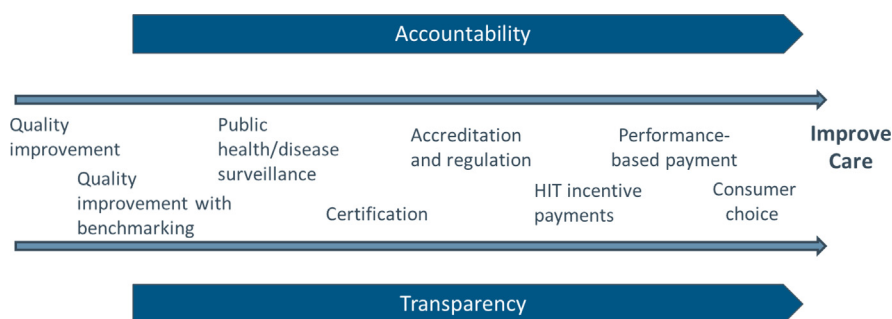 Accountability
Quality
improvement
Public
health/disease
surveillance
Accreditation
and regulation
Performance-
based payment
Improve
Care
Quality
improvement with
benchmarking
Certification
HIT incentive
payments
Consumer
choice
Transparency